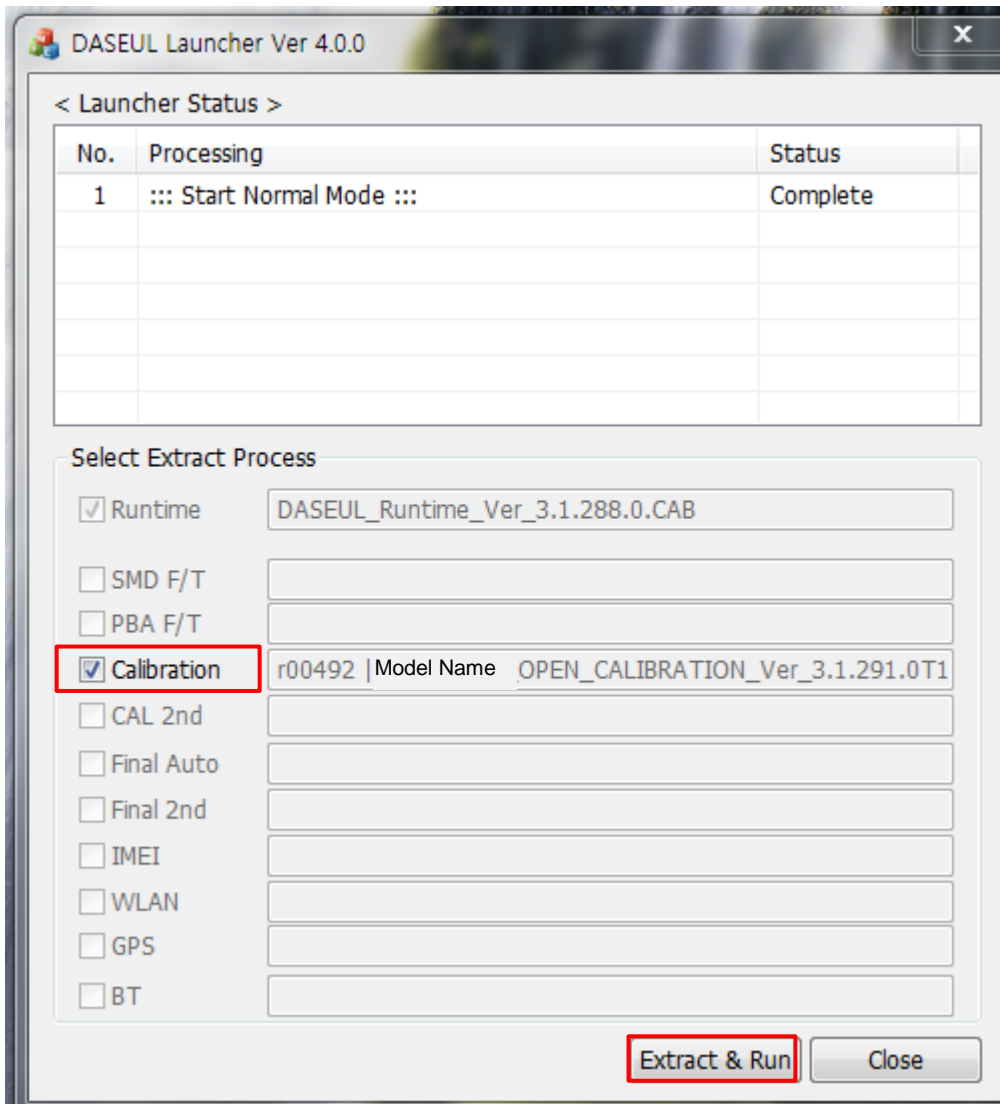 DASEUL Launcher Ver 4.0.0
x
< Launcher Status >
No. Processing Status
1 ::: Start Normal Mode ::: Complete
Select Extract Process
Runtime DASEUL_Runtime_Ver_3.1.288.0.CAB
SMD F/T
PBA F/T
Calibration r00492 | Model Name _OPEN_CALIBRATION_Ver_3.1.291.0T1
CAL 2nd
Final Auto
Final 2nd
IMEI
WLAN
GPS
BT
Extract & Run Close